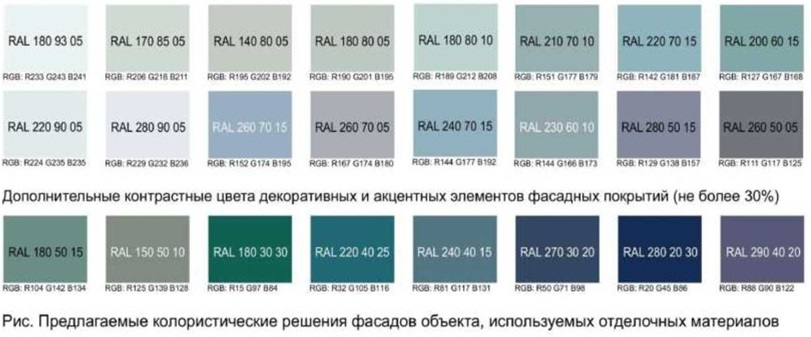 RAL 180 93 05 RAL 170 85 05 RAL 140 80 05 RAL 180 80 05 RAL 180 80 10 RAL 210 70 10 RAL 220 70 15 RAL 200 60 15
RGB: R233 G243 B241 RGB: R206 G218 B211 RGB: R195 G202 B192 RGB: R190 G201 B195 RGB: R189 G212 B208 RGB: R151 G177 B179 RGB: R142 G181 B187 RGB: R127 G167 B168
RAL 220 90 05 RAL 280 90 05 RAL 260 70 15 RAL 260 70 05 RAL 240 70 15 RAL 230 60 10 RAL 280 50 15 RAL 260 50 05
RGB: R224 G235 B235 RGB: R229 G232 B236 RGB: R152 G174 B195 RGB: R167 G174 B180 RGB: R144 G177 B192 RGB: R144 G166 B173 RGB: R129 G138 B157 RGB: R111 G117 B125
Дополнительные контрастные цвета декоративных и акцентных элементов фасадных покрытий (не более 30%)
RAL 180 50 15 RAL 150 50 10 RAL 180 30 30 RAL 220 40 25 RAL 240 40 15 RAL 270 30 20 RAL 280 20 30 RAL 290 40 20
RGB: R104 G142 B134 RGB: R125 G139 B128 RGB: R15 G97 B84 RGB: R32 G105 B116 RGB: R81 G117 B131 RGB: R50 G71 B98 RGB: R20 G45 B86 RGB: R88 G90 B122
Рис. Предлагаемые колористические решения фасадов объекта, используемых отделочных материалов